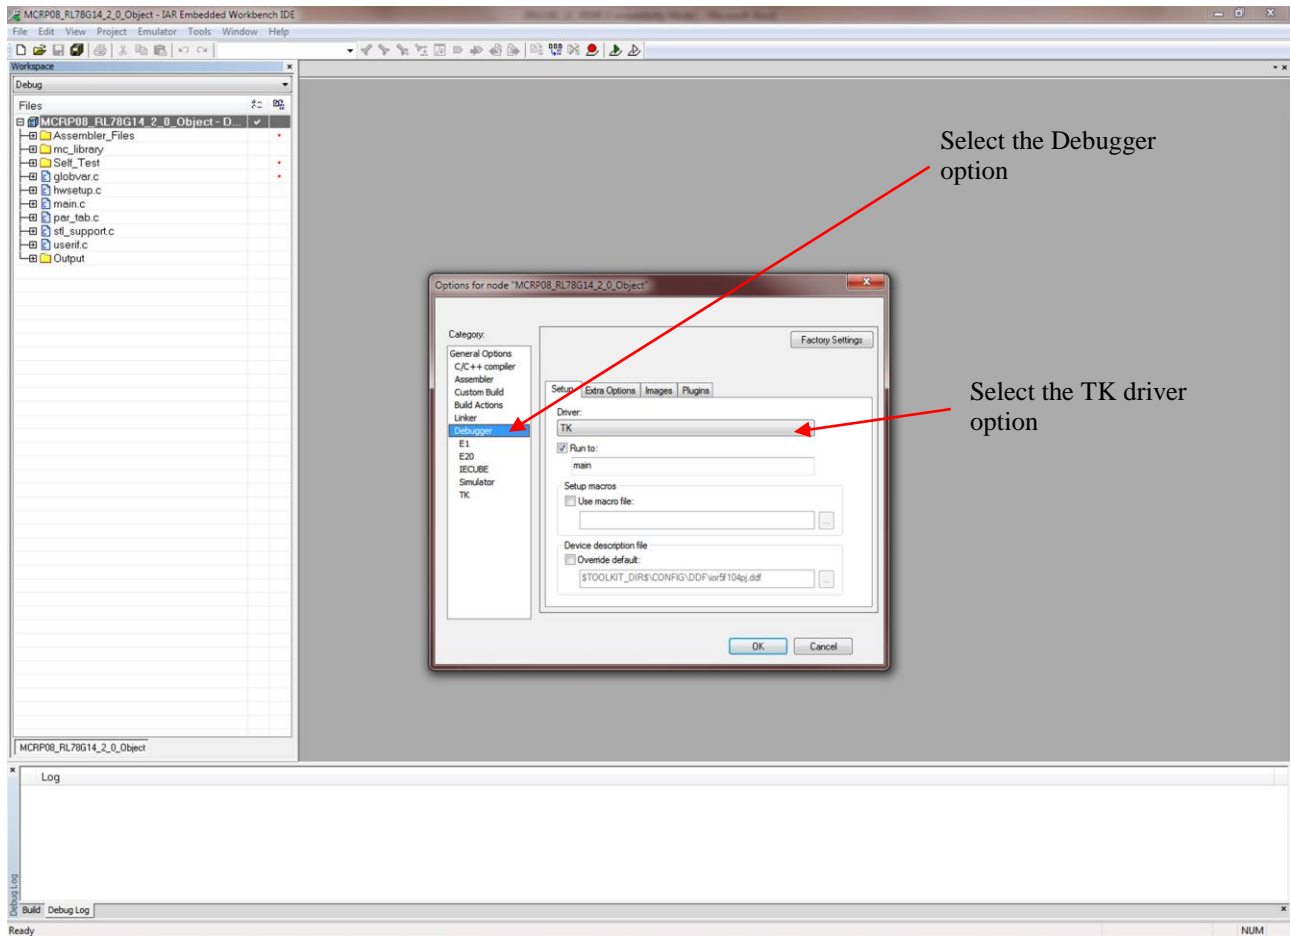 MCRP08_RL78G14_2_0_Object - IAR Embedded Workbench IDE
File Edit View Project Emulator Tools Window Help
Workspace
Debug
Files
MCRP08_RL78G14_2_0_Object - D...
Assembler_Files
mc_library
Self_Test
globvar.c
hwsetup.c
main.c
par_tab.c
stl_support.c
userif.c
Output
MCRP08_RL78G14_2_0_Object
Select the Debugger
option
Options for node "MCRP08_RL78G14_2_0_Object"
Category:
Factory Settings
General Options
C/C++ compiler
Assembler
Custom Build
Build Actions
Linker
Debugger
E1
E20
IECUBE
Simulator
TK
Setup Extra Options Images Plugins
Driver:
TK
Run to:
main
Setup macros
Use macro file:
...
Device description file
Override default:
$TOOLKIT_DIR$\CONFIG\DDF\ior5f104pj.ddf
...
OK Cancel
Select the TK driver
option
Log
Debug Log
Build Debug Log
Ready NUM